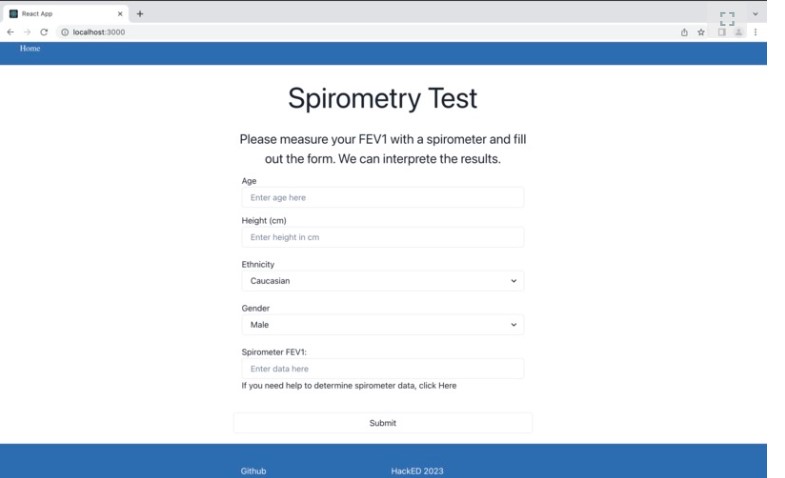 React App
localhost:3000
Home
Spirometry Test
Please measure your FEV1 with a spirometer and fill
out the form. We can interprete the results.
Age
Enter age here
Height (cm)
Enter height in cm
Ethnicity
Caucasian
Gender
Male
Spirometer FEV1:
Enter data here
If you need help to determine spirometer data, click Here
Submit
Github HackED 2023